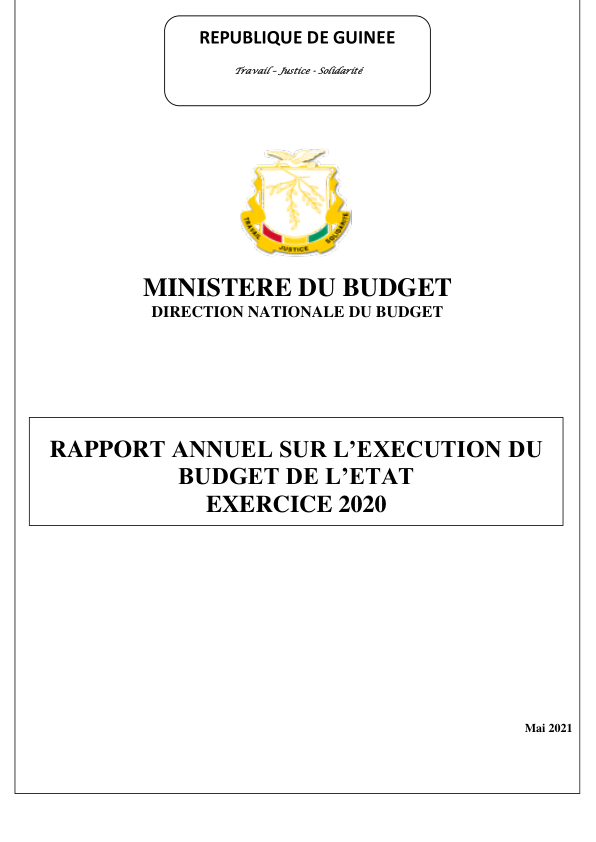 REPUBLIQUE DE GUINEE
Travail – Justice - Solidarité
TRAVAIL
JUSTICE
SOLIDARITÉ
MINISTERE DU BUDGET
DIRECTION NATIONALE DU BUDGET
RAPPORT ANNUEL SUR L’EXECUTION DU
BUDGET DE L’ETAT
EXERCICE 2020
Mai 2021